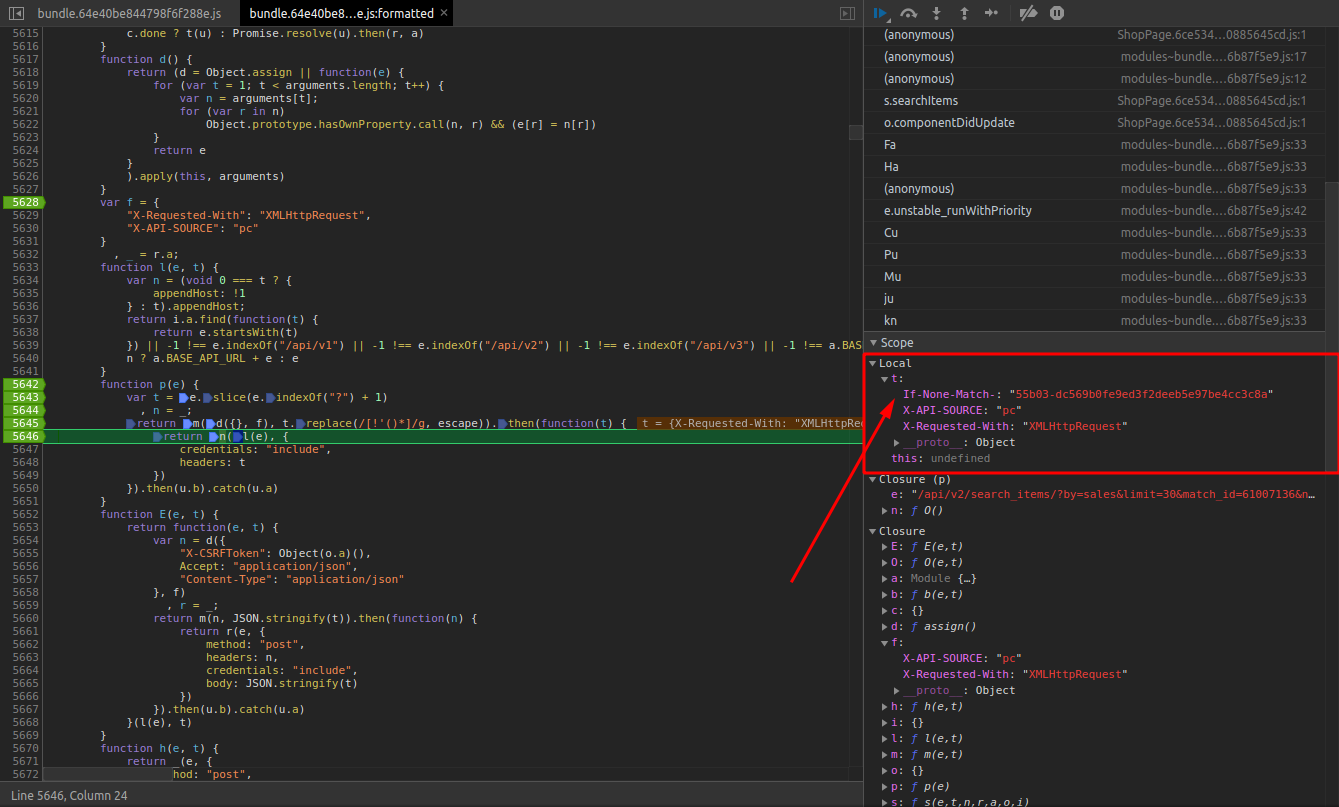 bundle.64e40be844798f6f288e.js
bundle.64e40be8...e.js:formatted ×
5615 c.done ? t(u) : Promise.resolve(u).then(r, a)
5616 }
5617 function d() {
5618 return (d = Object.assign || function(e) {
5619 for (var t = 1; t < arguments.length; t++) {
5620 var n = arguments[t];
5621 for (var r in n)
5622 Object.prototype.hasOwnProperty.call(n, r) && (e[r] = n[r])
5623 }
5624 return e
5625 }
5626 ).apply(this, arguments)
5627 }
5628 var f = {
5629 "X-Requested-With": "XMLHttpRequest",
5630 "X-API-SOURCE": "pc"
5631 }
5632 , _ = r.a;
5633 function l(e, t) {
5634 var n = (void 0 === t ? {
5635 appendHost: !1
5636 } : t).appendHost;
5637 return i.a.find(function(t) {
5638 return e.startsWith(t)
5639 }) || -1 !== e.indexOf("/api/v1") || -1 !== e.indexOf("/api/v2") || -1 !== e.indexOf("/api/v3") || -1 !== a.BAS
5640 n ? a.BASE_API_URL + e : e
5641 }
5642 function p(e) {
5643 var t = e.slice(e.indexOf("?") + 1)
5644 , n = _;
5645 return m(d({}, f), t.replace(/[!'()*]/g, escape)).then(function(t) { t = {X-Requested-With: "XMLHttpRe
5646 return n(l(e), {
5647 credentials: "include",
5648 headers: t
5649 })
5650 }).then(u.b).catch(u.a)
5651 }
5652 function E(e, t) {
5653 return function(e, t) {
5654 var n = d({
5655 "X-CSRFToken": Object(o.a)(),
5656 Accept: "application/json",
5657 "Content-Type": "application/json"
5658 }, f)
5659 , r = _;
5660 return m(n, JSON.stringify(t)).then(function(n) {
5661 return r(e, {
5662 method: "post",
5663 headers: n,
5664 credentials: "include",
5665 body: JSON.stringify(t)
5666 })
5667 }).then(u.b).catch(u.a)
5668 }(l(e), t)
5669 }
5670 function h(e, t) {
5671 return _(e, {
5672 hod: "post",
Line 5646, Column 24
(anonymous) ShopPage.6ce534…0885645cd.js:1
(anonymous) modules~bundle.…6b87f5e9.js:17
(anonymous) modules~bundle.…6b87f5e9.js:12
s.searchItems ShopPage.6ce534…0885645cd.js:1
o.componentDidUpdate ShopPage.6ce534…0885645cd.js:1
Fa modules~bundle.…6b87f5e9.js:33
Ha modules~bundle.…6b87f5e9.js:33
(anonymous) modules~bundle.…6b87f5e9.js:33
e.unstable_runWithPriority modules~bundle.…6b87f5e9.js:42
Cu modules~bundle.…6b87f5e9.js:33
Pu modules~bundle.…6b87f5e9.js:33
Mu modules~bundle.…6b87f5e9.js:33
ju modules~bundle.…6b87f5e9.js:33
kn modules~bundle.…6b87f5e9.js:33
Scope
Local
t:
If-None-Match-: "55b03-dc569b0fe9ed3f2deeb5e97be4cc3c8a"
X-API-SOURCE: "pc"
X-Requested-With: "XMLHttpRequest"
__proto__: Object
this: undefined
Closure (p)
e: "/api/v2/search_items/?by=sales&limit=30&match_id=61007136&n…
n: ƒ O()
Closure
E: ƒ E(e,t)
O: ƒ O(e,t)
a: Module {…}
b: ƒ b(e,t)
c: {}
d: ƒ assign()
f:
X-API-SOURCE: "pc"
X-Requested-With: "XMLHttpRequest"
__proto__: Object
h: ƒ h(e,t)
i: {}
l: ƒ l(e,t)
m: ƒ m(e,t)
o: {}
p: ƒ p(e)
s: ƒ s(e,t,n,r,a,o,i)